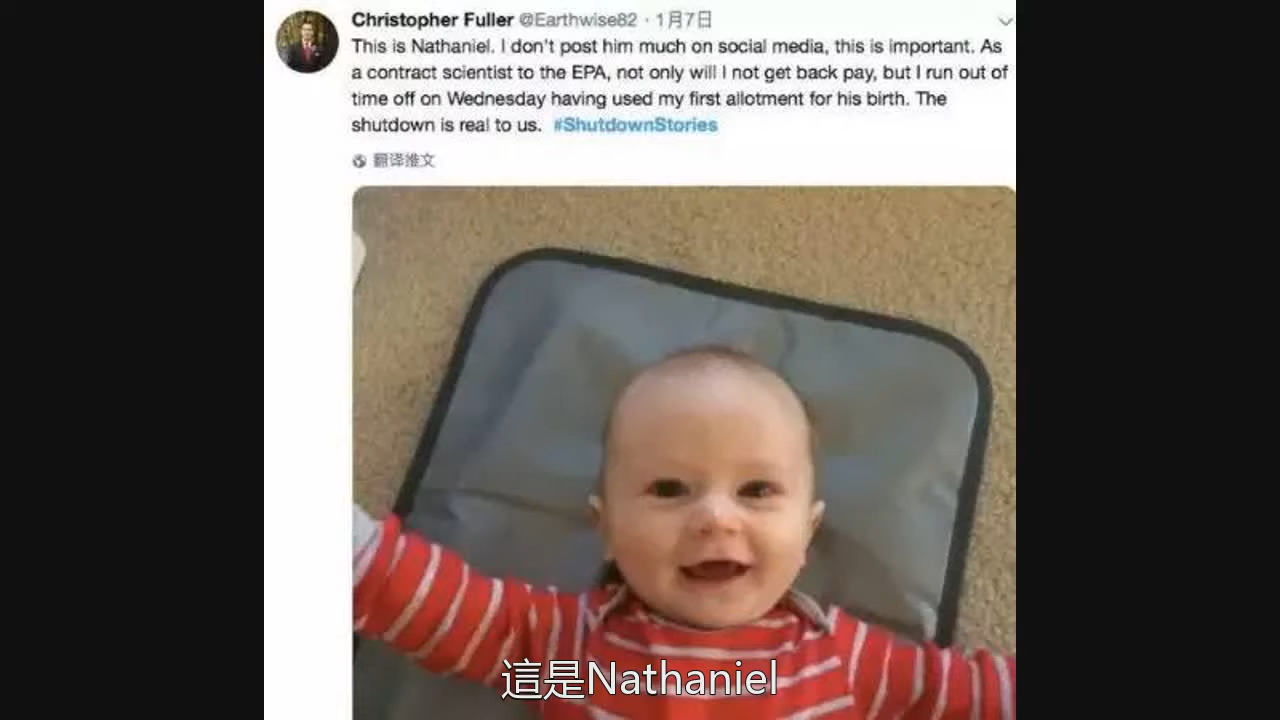 Christopher Fuller @Earthwise82 · 1月7日
This is Nathaniel. I don't post him much on social media, this is important. As
a contract scientist to the EPA, not only will I not get back pay, but I run out of
time off on Wednesday having used my first allotment for his birth. The
shutdown is real to us. #ShutdownStories
翻译推文
這是Nathaniel